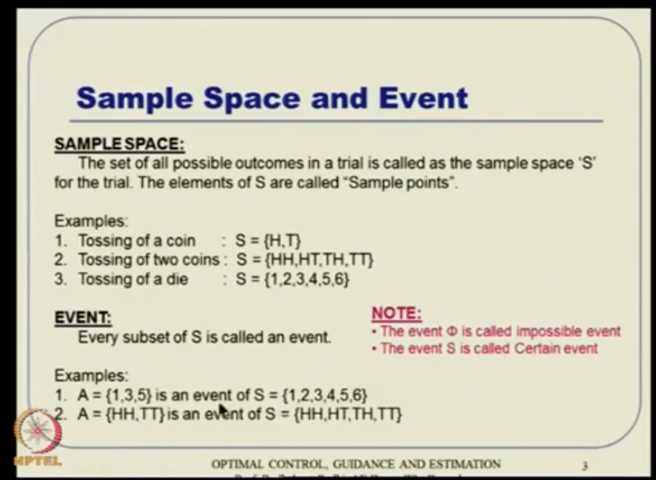 Sample Space and Event
SAMPLE SPACE:
The set of all possible outcomes in a trial is called as the sample space 'S'
for the trial. The elements of S are called "Sample points".
Examples:
1. Tossing of a coin : S = {H,T}
2. Tossing of two coins : S = {HH,HT,TH,TT}
3. Tossing of a die : S = {1,2,3,4,5,6}
EVENT:
Every subset of S is called an event.
NOTE:
• The event Φ is called impossible event
• The event S is called Certain event
Examples:
1. A = {1,3,5} is an event of S = {1,2,3,4,5,6}
2. A = {HH,TT} is an event of S = {HH,HT,TH,TT}
NPTEL
OPTIMAL CONTROL, GUIDANCE AND ESTIMATION
3